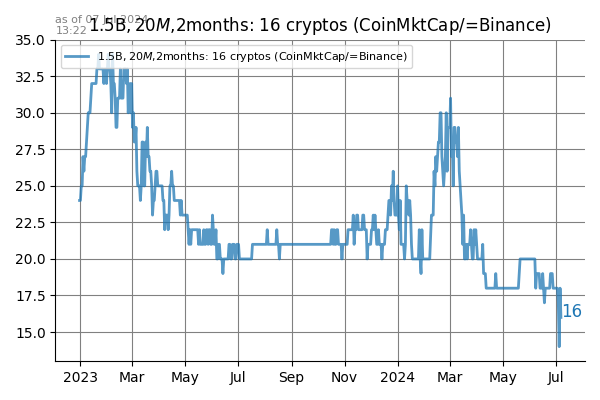 as of 07 Jul 2024
13:22
1.5B,20M,2months: 16 cryptos (CoinMktCap/=Binance)
1.5B,20M,2months: 16 cryptos (CoinMktCap/=Binance)
35.0
32.5
30.0
27.5
25.0
22.5
20.0
17.5
15.0
16
2023 Mar May Jul Sep Nov 2024 Mar May Jul